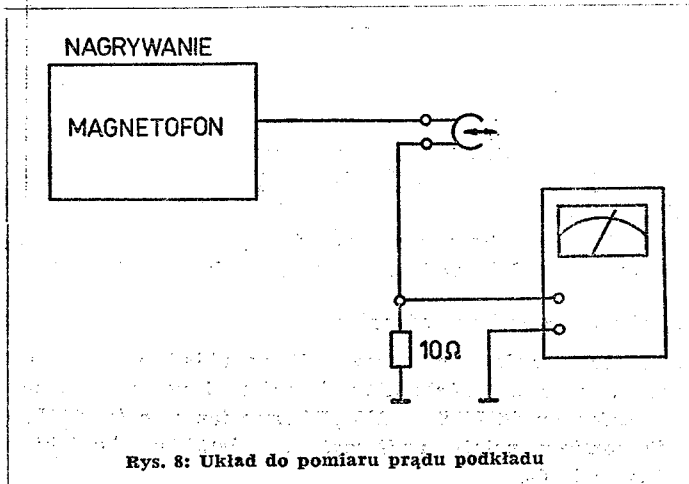 NAGRYWANIE
MAGNETOFON
10Ω
Rys. 8: Układ do pomiaru prądu podkładu